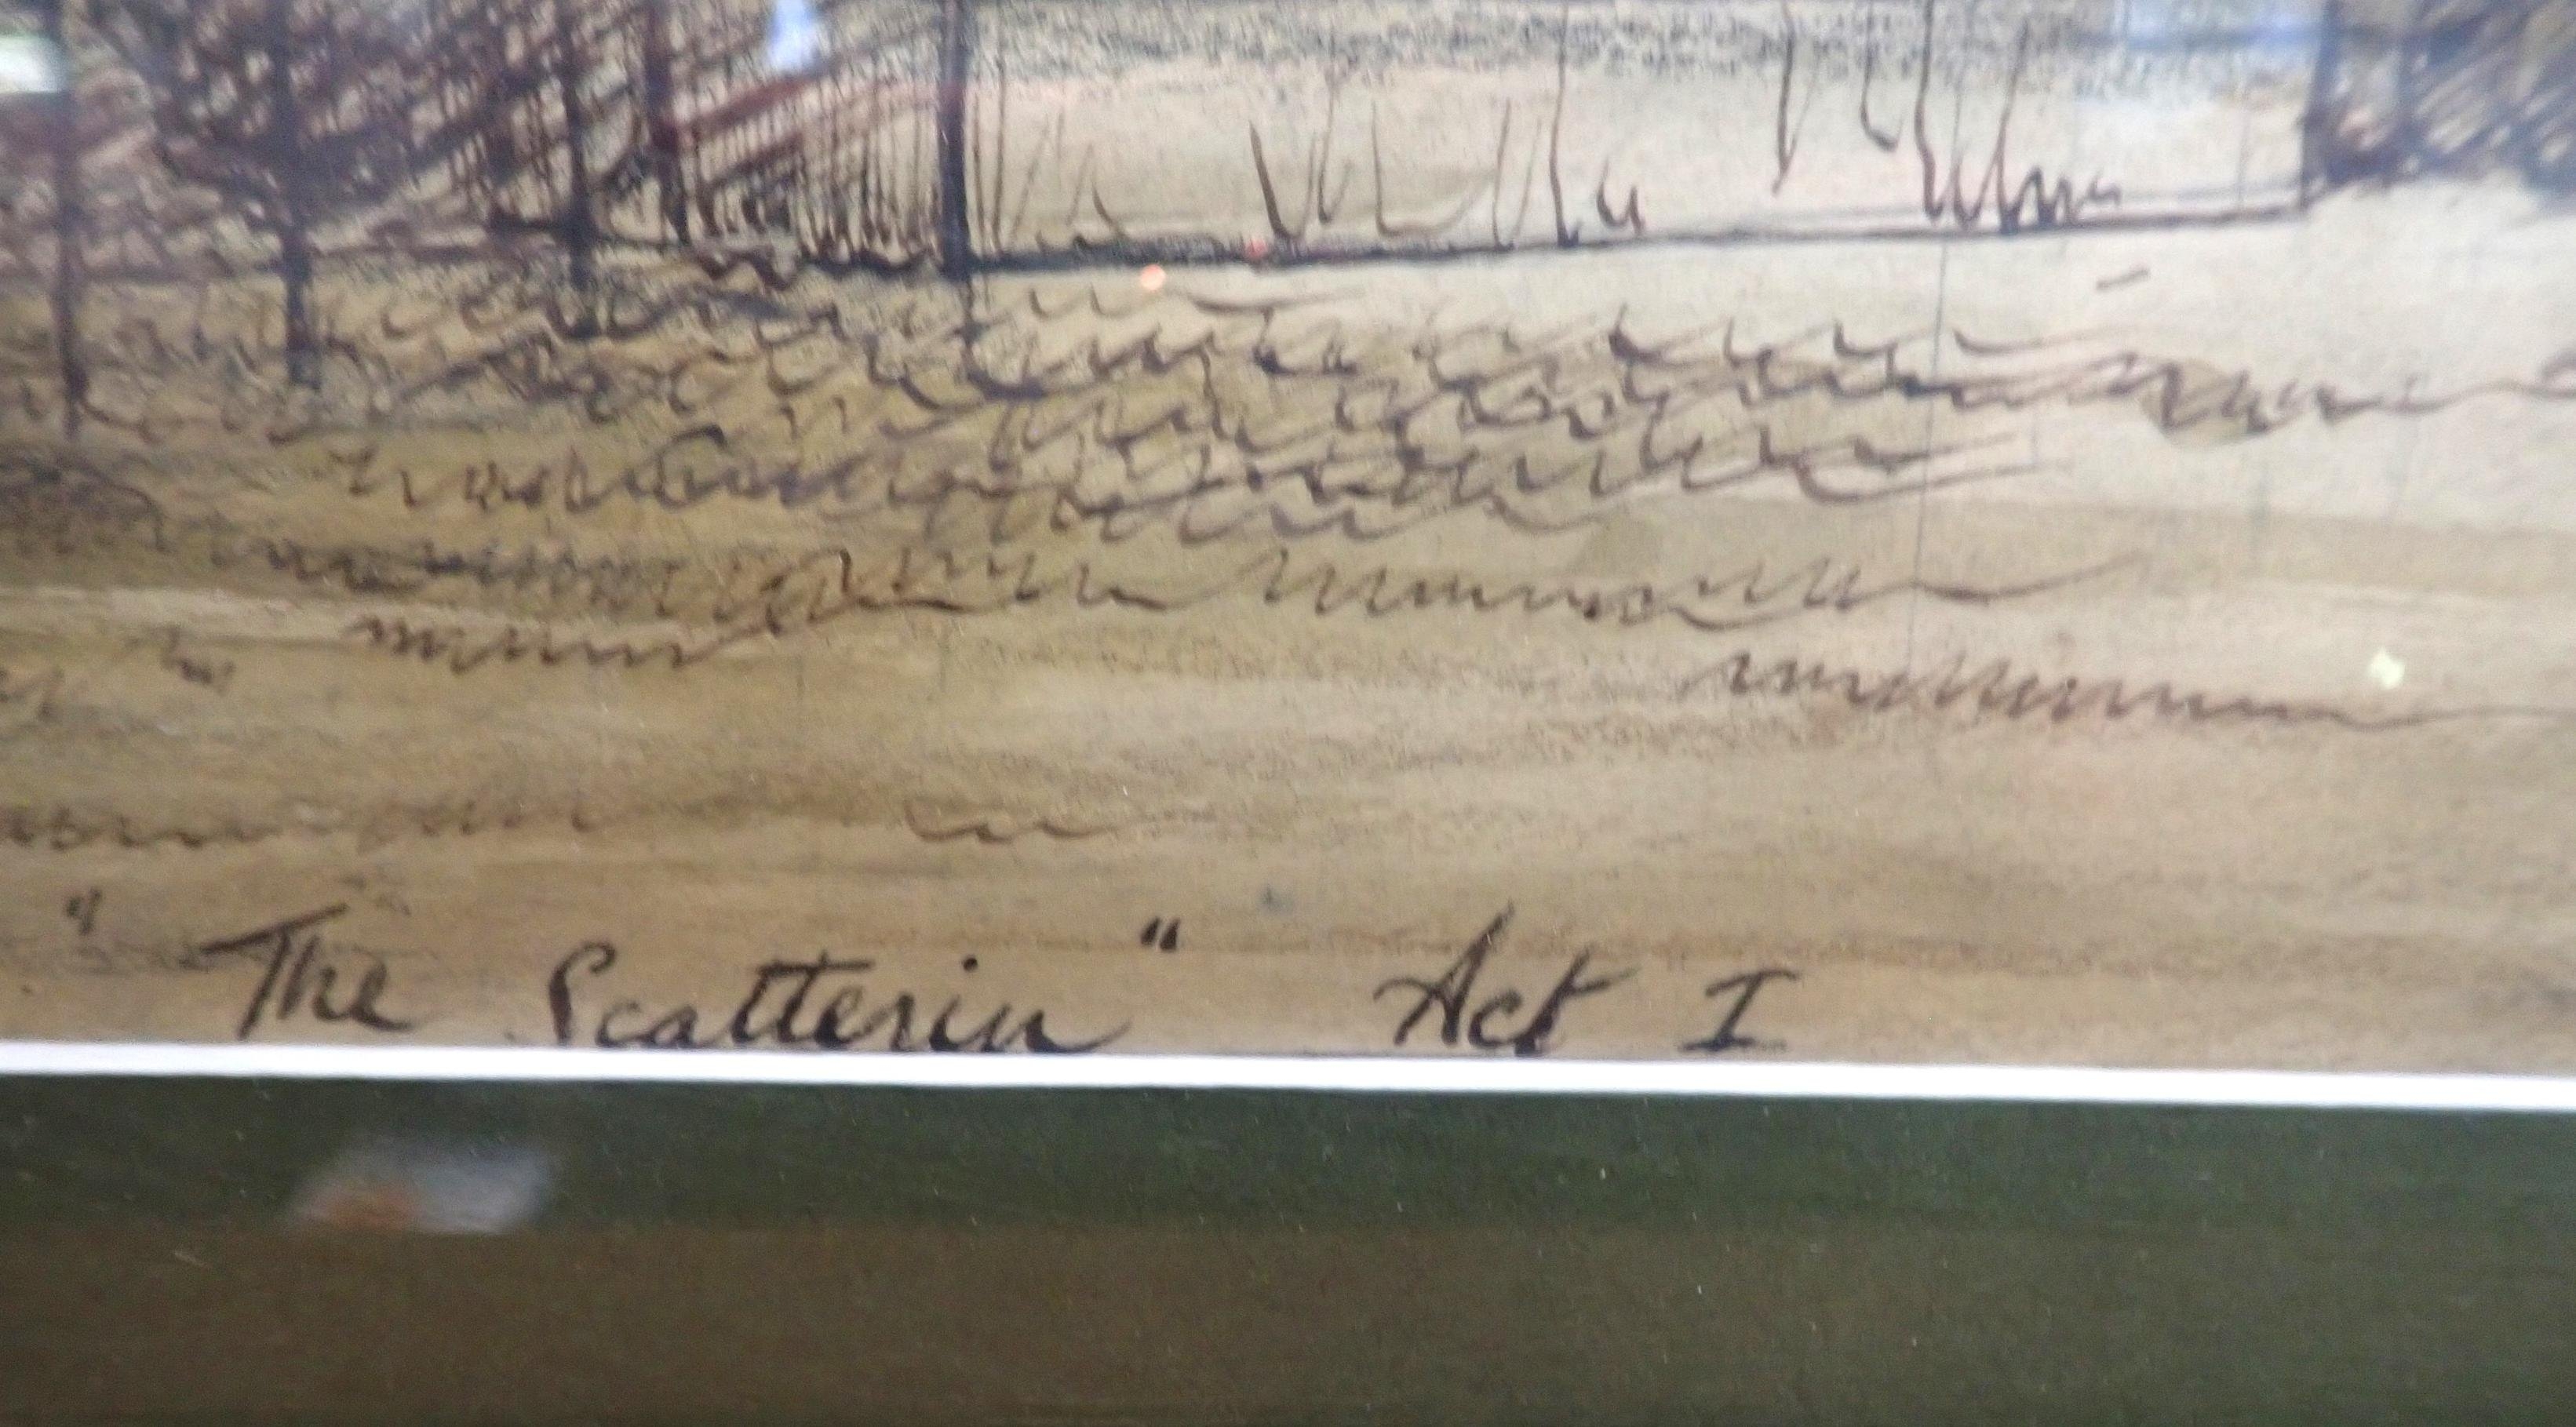 "The Scatterin" Act I